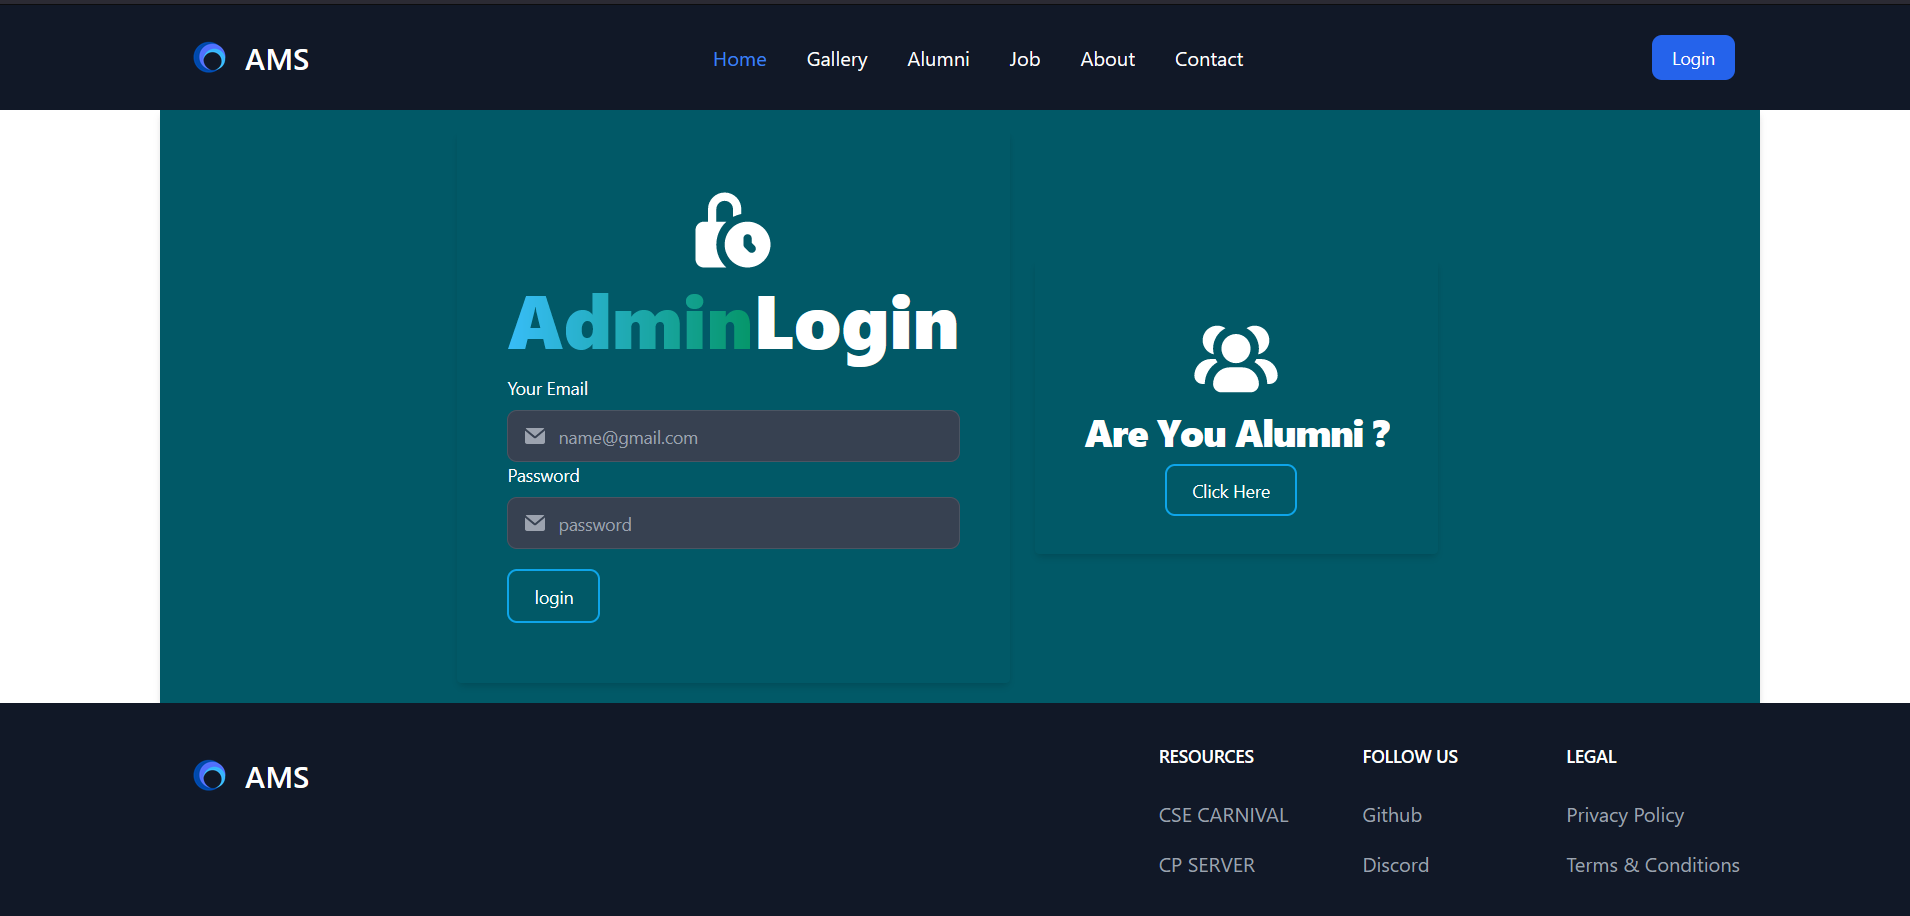 AMS
Home Gallery Alumni Job About Contact
Login
AdminLogin
Your Email
name@gmail.com
Password
password
login
Are You Alumni ?
Click Here
AMS
RESOURCES
CSE CARNIVAL
CP SERVER
FOLLOW US
Github
Discord
LEGAL
Privacy Policy
Terms & Conditions